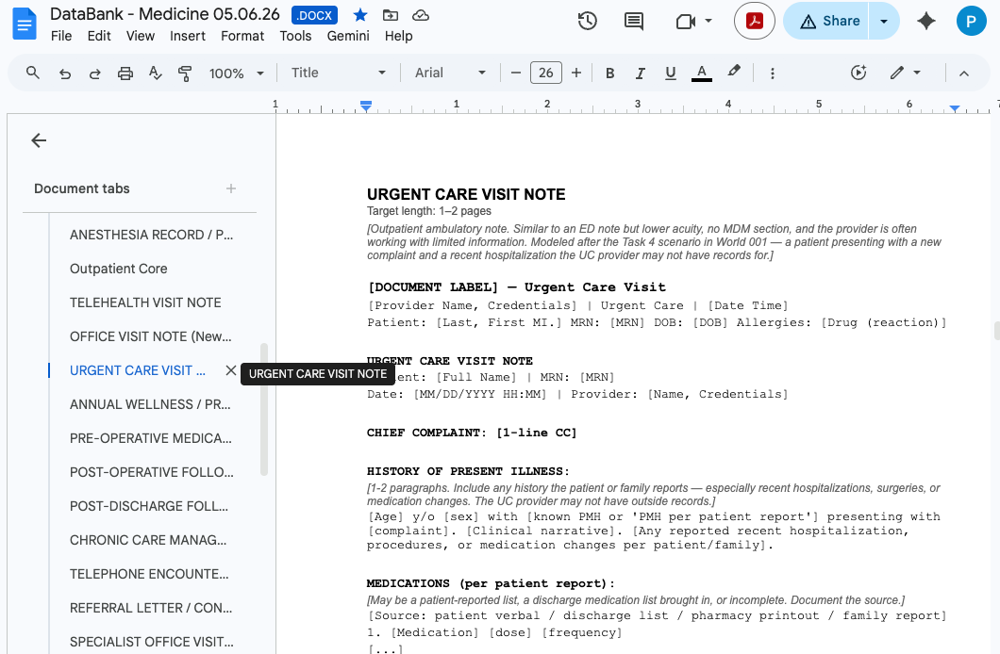 DataBank - Medicine 05.06.26 .DOCX
File Edit View Insert Format Tools Gemini Help
Share
P
100% Title Arial 26 B I U A
1 1 2 3 4 5 6 7
Document tabs
ANESTHESIA RECORD / P...
Outpatient Core
TELEHEALTH VISIT NOTE
OFFICE VISIT NOTE (New...
URGENT CARE VISIT ...
URGENT CARE VISIT NOTE
ANNUAL WELLNESS / PR...
PRE-OPERATIVE MEDICA...
POST-OPERATIVE FOLLO...
POST-DISCHARGE FOLL...
CHRONIC CARE MANAG...
TELEPHONE ENCOUNTE...
REFERRAL LETTER / CON...
SPECIALIST OFFICE VISIT...
URGENT CARE VISIT NOTE
Target length: 1–2 pages
[Outpatient ambulatory note. Similar to an ED note but lower acuity, no MDM section, and the provider is often
working with limited information. Modeled after the Task 4 scenario in World 001 — a patient presenting with a new
complaint and a recent hospitalization the UC provider may not have records for.]
[DOCUMENT LABEL] — Urgent Care Visit
[Provider Name, Credentials] | Urgent Care | [Date Time]
Patient: [Last, First MI.] MRN: [MRN] DOB: [DOB] Allergies: [Drug (reaction)]
URGENT CARE VISIT NOTE
ent: [Full Name] | MRN: [MRN]
Date: [MM/DD/YYYY HH:MM] | Provider: [Name, Credentials]
CHIEF COMPLAINT: [1-line CC]
HISTORY OF PRESENT ILLNESS:
[1-2 paragraphs. Include any history the patient or family reports — especially recent hospitalizations, surgeries, or
medication changes. The UC provider may not have outside records.]
[Age] y/o [sex] with [known PMH or 'PMH per patient report'] presenting with
[complaint]. [Clinical narrative]. [Any reported recent hospitalization,
procedures, or medication changes per patient/family].
MEDICATIONS (per patient report):
[May be a patient-reported list, a discharge medication list brought in, or incomplete. Document the source.]
[Source: patient verbal / discharge list / pharmacy printout / family report]
1. [Medication] [dose] [frequency]
[...]